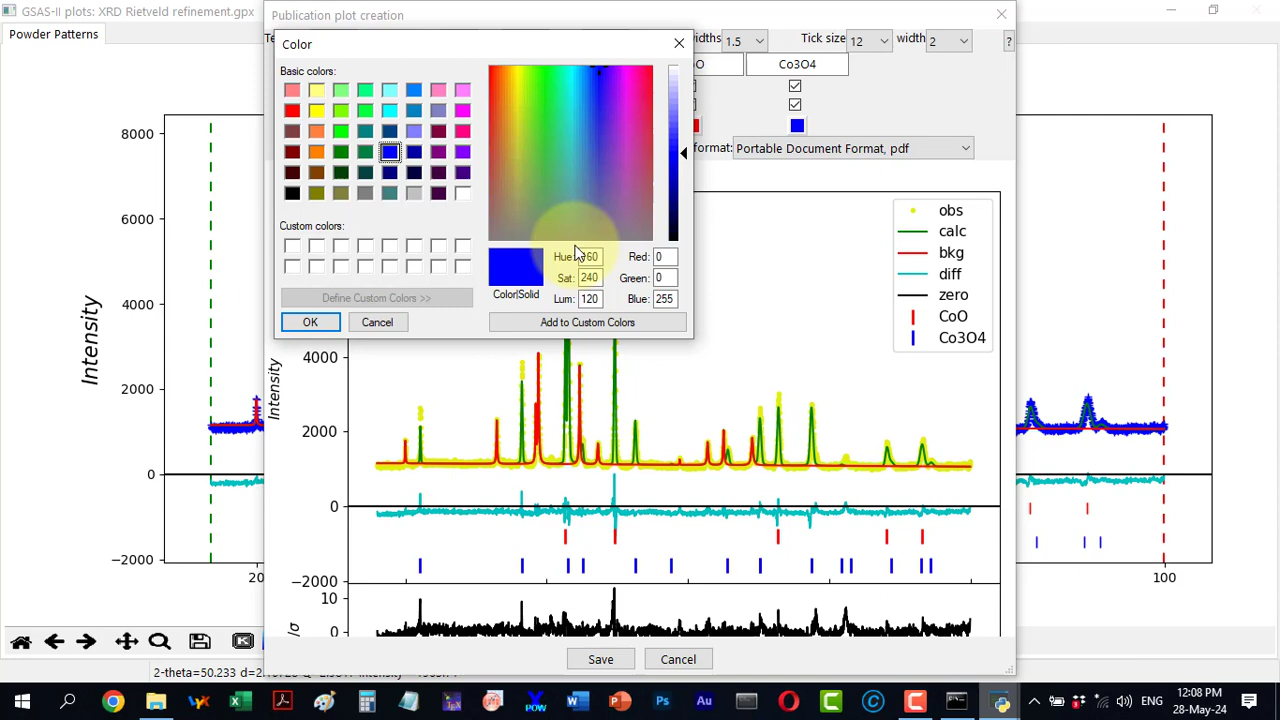 GSAS-II plots: XRD Rietveld refinement.gpx
Publication plot creation
Powder Patterns
Color
widths 1.5 Tick size 12 width 2 ?
Co3O4
Basic colors:
format: Portable Document Format, pdf
Custom colors:
Hue: 160 Red: 0
Sat: 240 Green: 0
Color|Solid Lum: 120 Blue: 255
Define Custom Colors >>
OK Cancel Add to Custom Colors
obs
calc
bkg
diff
zero
CoO
Co3O4
Intensity
8000
6000
4000
2000
0
−2000
20
Intensity
4000
2000
0
−2000
10
0
/σ
100
Save Cancel
2-theta=50.233
12:08 PM
ENG
28-May-24